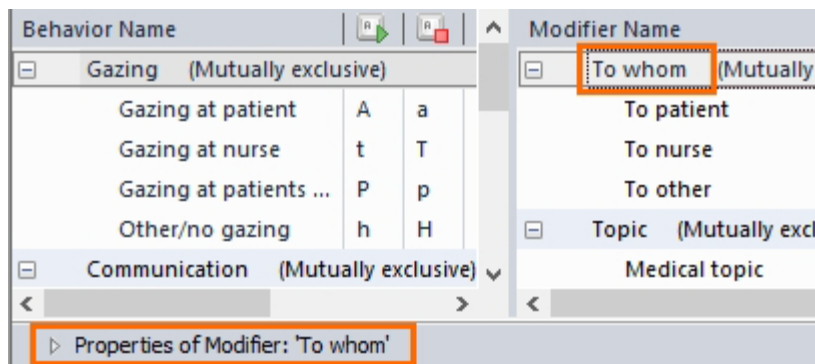 Behavior Name
Modifier Name
Gazing (Mutually exclusive)
To whom (Mutually
Gazing at patient A a
To patient
Gazing at nurse t T
To nurse
Gazing at patients ... P p
To other
Other/no gazing h H
Topic (Mutually excl
Communication (Mutually exclusive)
Medical topic
Properties of Modifier: 'To whom'